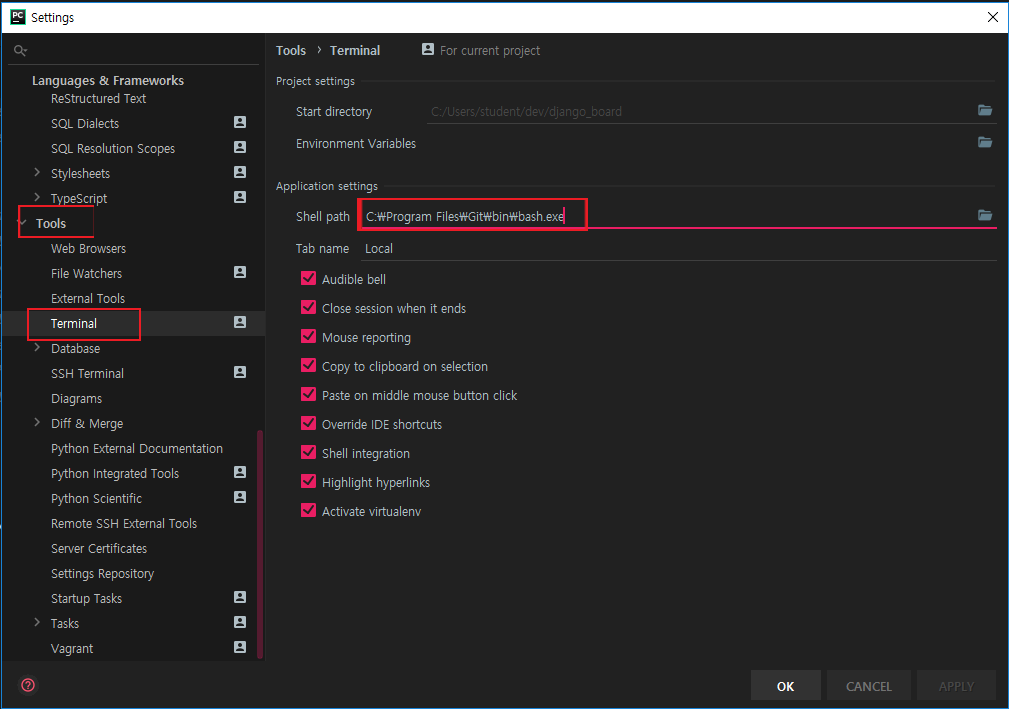 PC Settings
Languages & Frameworks
ReStructured Text
SQL Dialects
SQL Resolution Scopes
Stylesheets
TypeScript
Tools
Web Browsers
File Watchers
External Tools
Terminal
Database
SSH Terminal
Diagrams
Diff & Merge
Python External Documentation
Python Integrated Tools
Python Scientific
Remote SSH External Tools
Server Certificates
Settings Repository
Startup Tasks
Tasks
Vagrant
Tools › Terminal For current project
Project settings
Start directory C:/Users/student/dev/django_board
Environment Variables
Application settings
Shell path C:₩Program Files₩Git₩bin₩bash.exe
Tab name Local
Audible bell
Close session when it ends
Mouse reporting
Copy to clipboard on selection
Paste on middle mouse button click
Override IDE shortcuts
Shell integration
Highlight hyperlinks
Activate virtualenv
? OK CANCEL APPLY